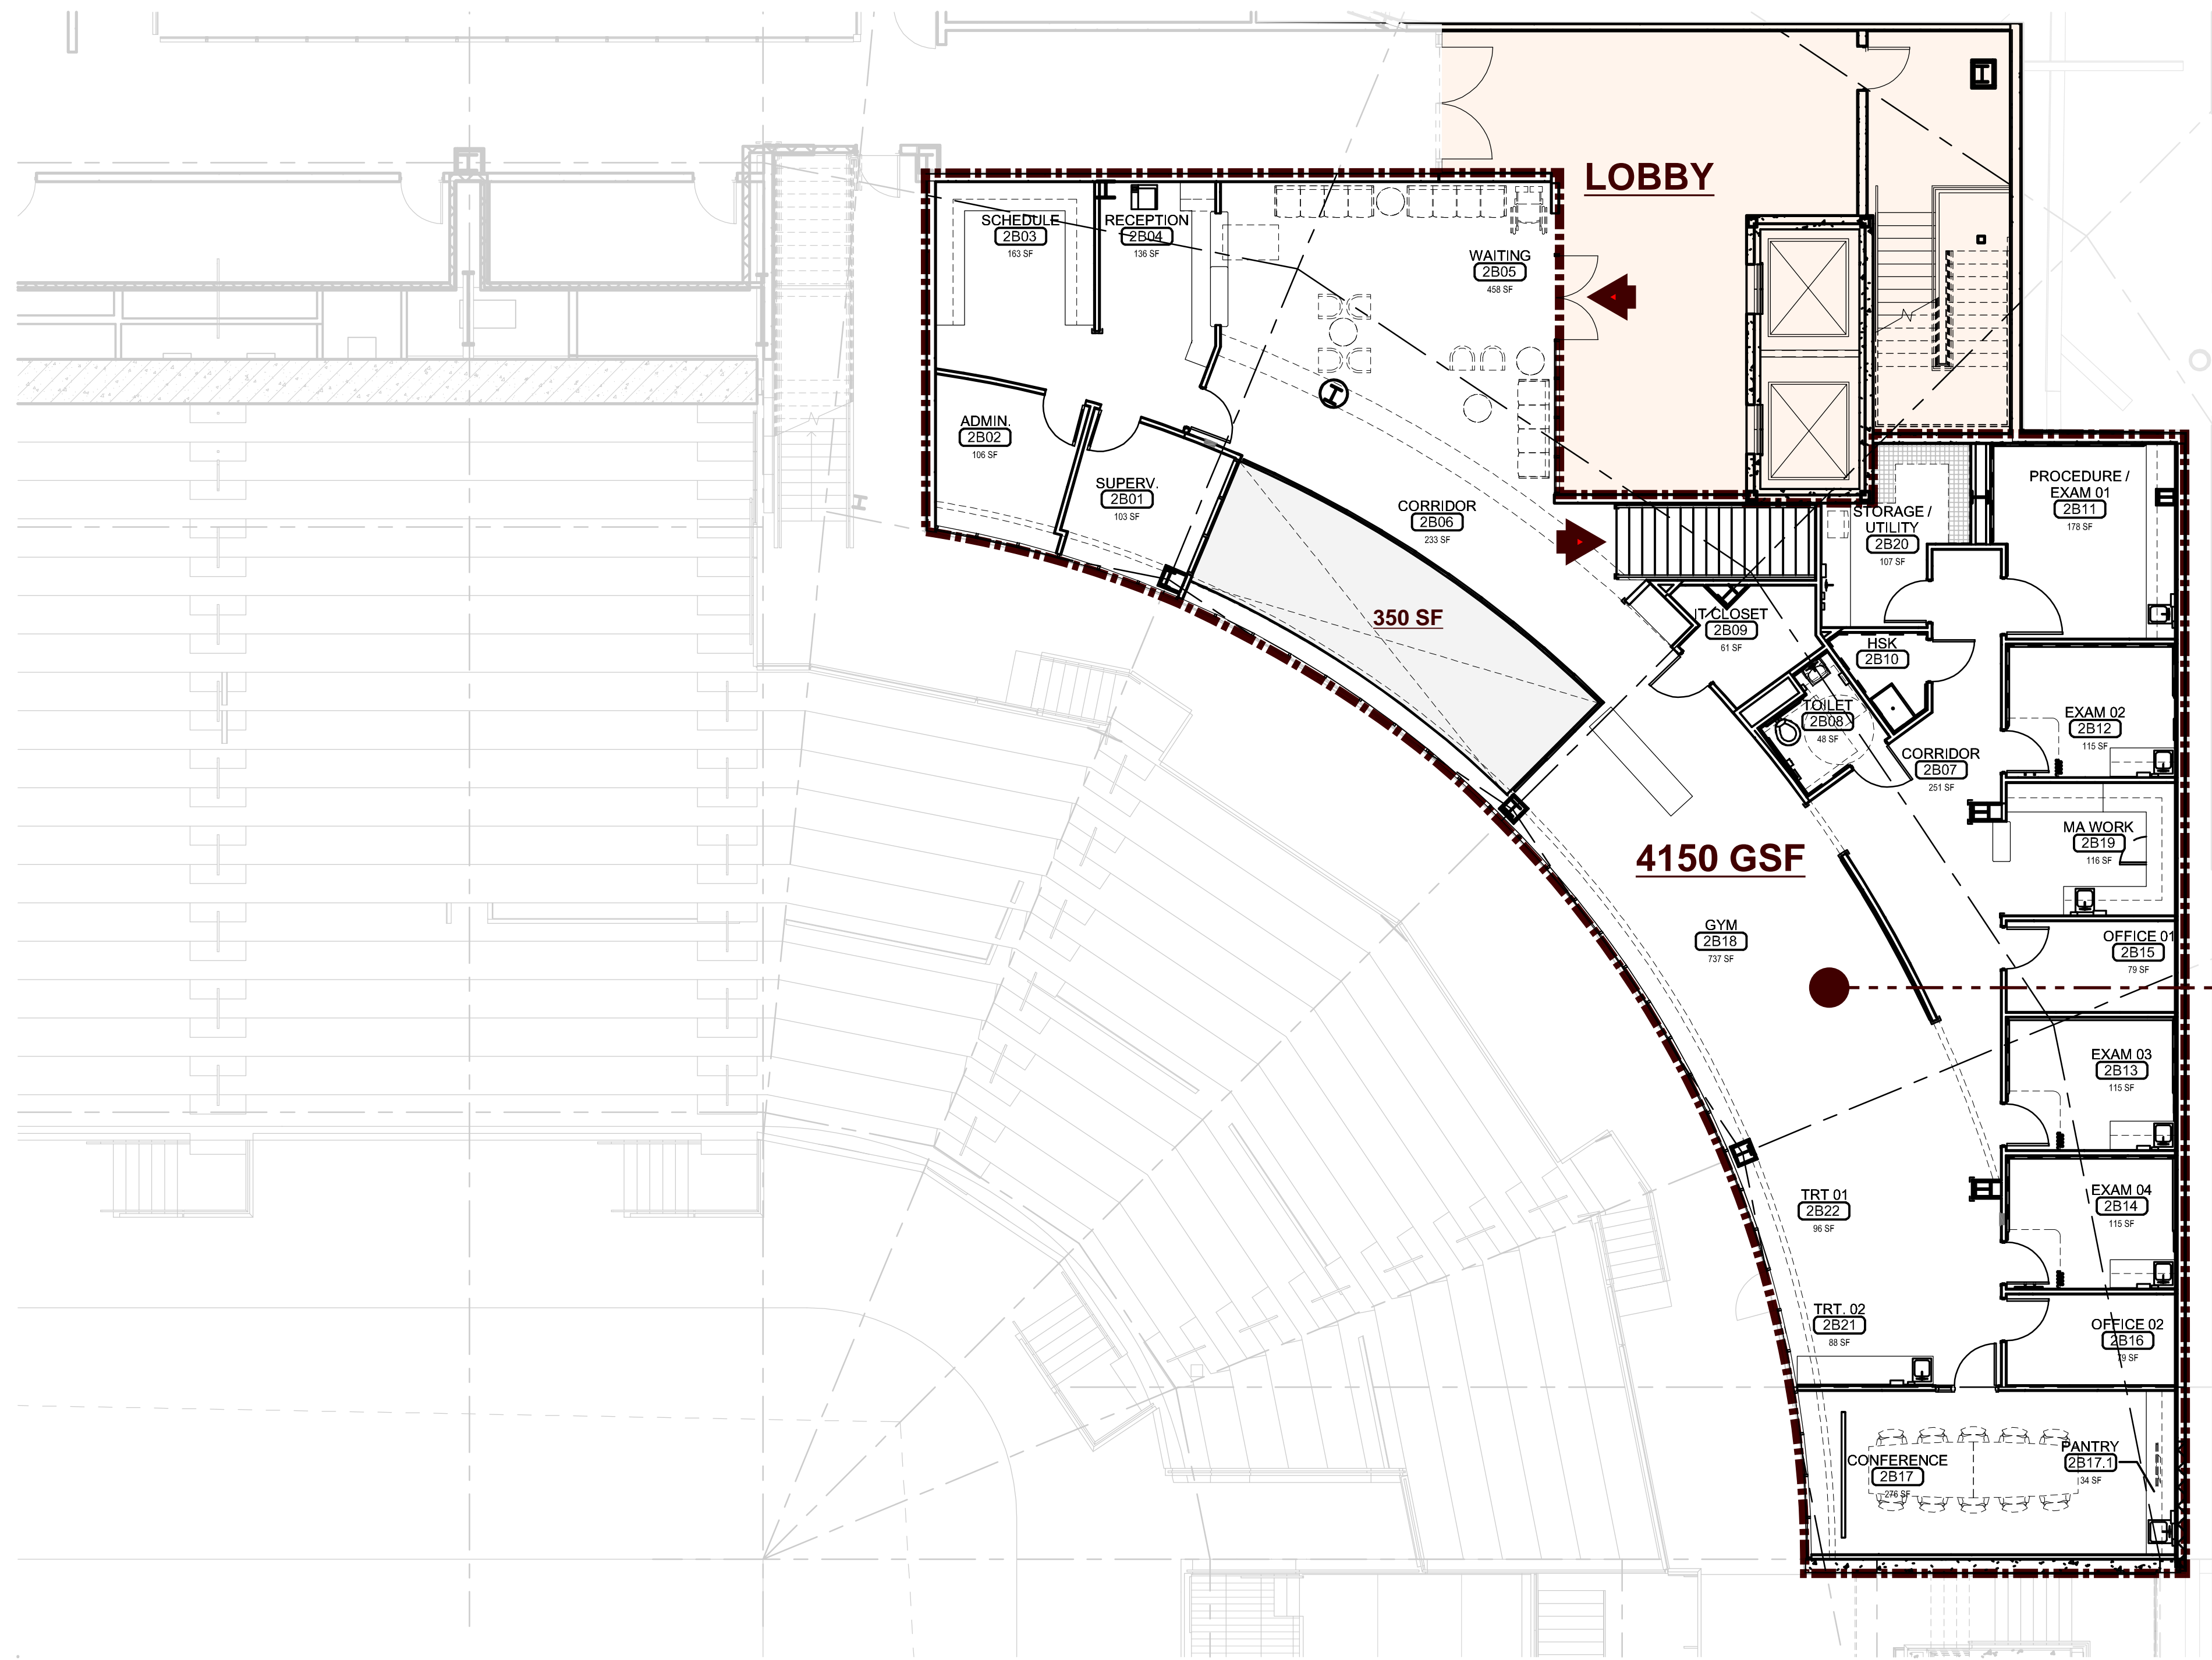 LOBBY
SCHEDULE
2B03
163 SF
RECEPTION
2B04
136 SF
WAITING
2B05
458 SF
ADMIN.
2B02
106 SF
SUPERV.
2B01
103 SF
CORRIDOR
2B06
233 SF
350 SF
STORAGE /
UTILITY
2B20
107 SF
PROCEDURE /
EXAM 01
2B11
178 SF
IT CLOSET
2B09
61 SF
HSK
2B10
TOILET
2B08
48 SF
EXAM 02
2B12
115 SF
CORRIDOR
2B07
251 SF
MA WORK
2B19
116 SF
4150 GSF
GYM
2B18
737 SF
OFFICE 01
2B15
79 SF
EXAM 03
2B13
115 SF
TRT 01
2B22
96 SF
EXAM 04
2B14
115 SF
TRT. 02
2B21
88 SF
OFFICE 02
2B16
79 SF
CONFERENCE
2B17
276 SF
PANTRY
2B17.1
34 SF